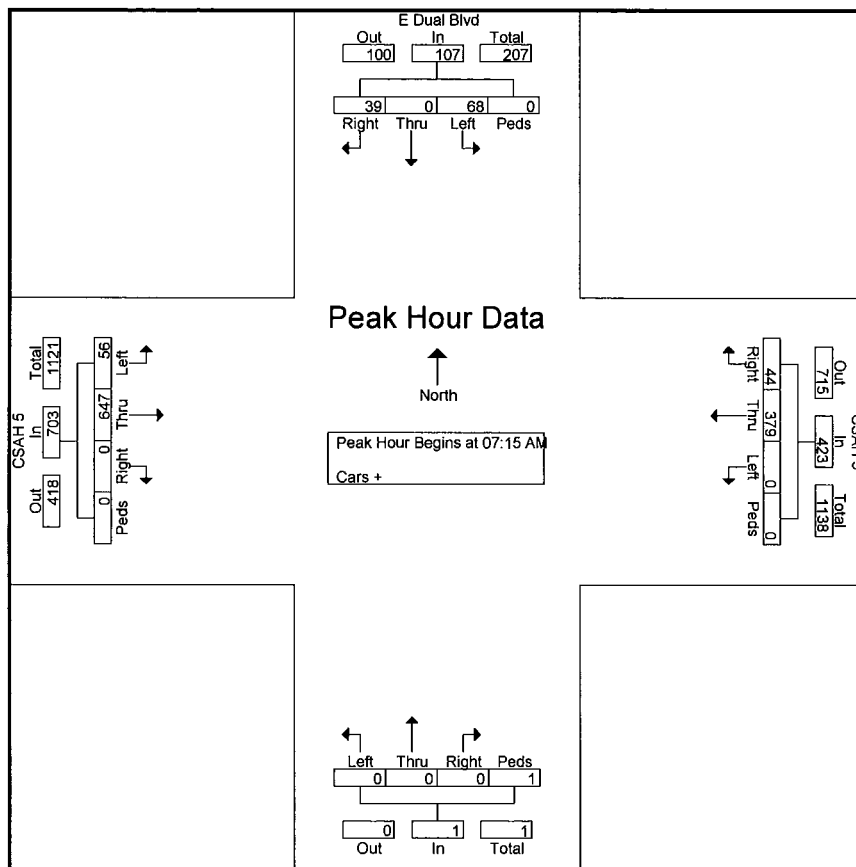 E Dual Blvd
Out In Total
100 107 207
39 0 68 0
Right Thru Left Peds
Peak Hour Data
North
Peak Hour Begins at 07:15 AM
Cars +
CSAH 5
Total In Out
1121 703 418
56 647 0 0
Left Thru Right Peds
Right Thru Left Peds
44 379 0 0
Out In Total
715 423 1138
Left Thru Right Peds
0 0 0 1
0 1 1
Out In Total